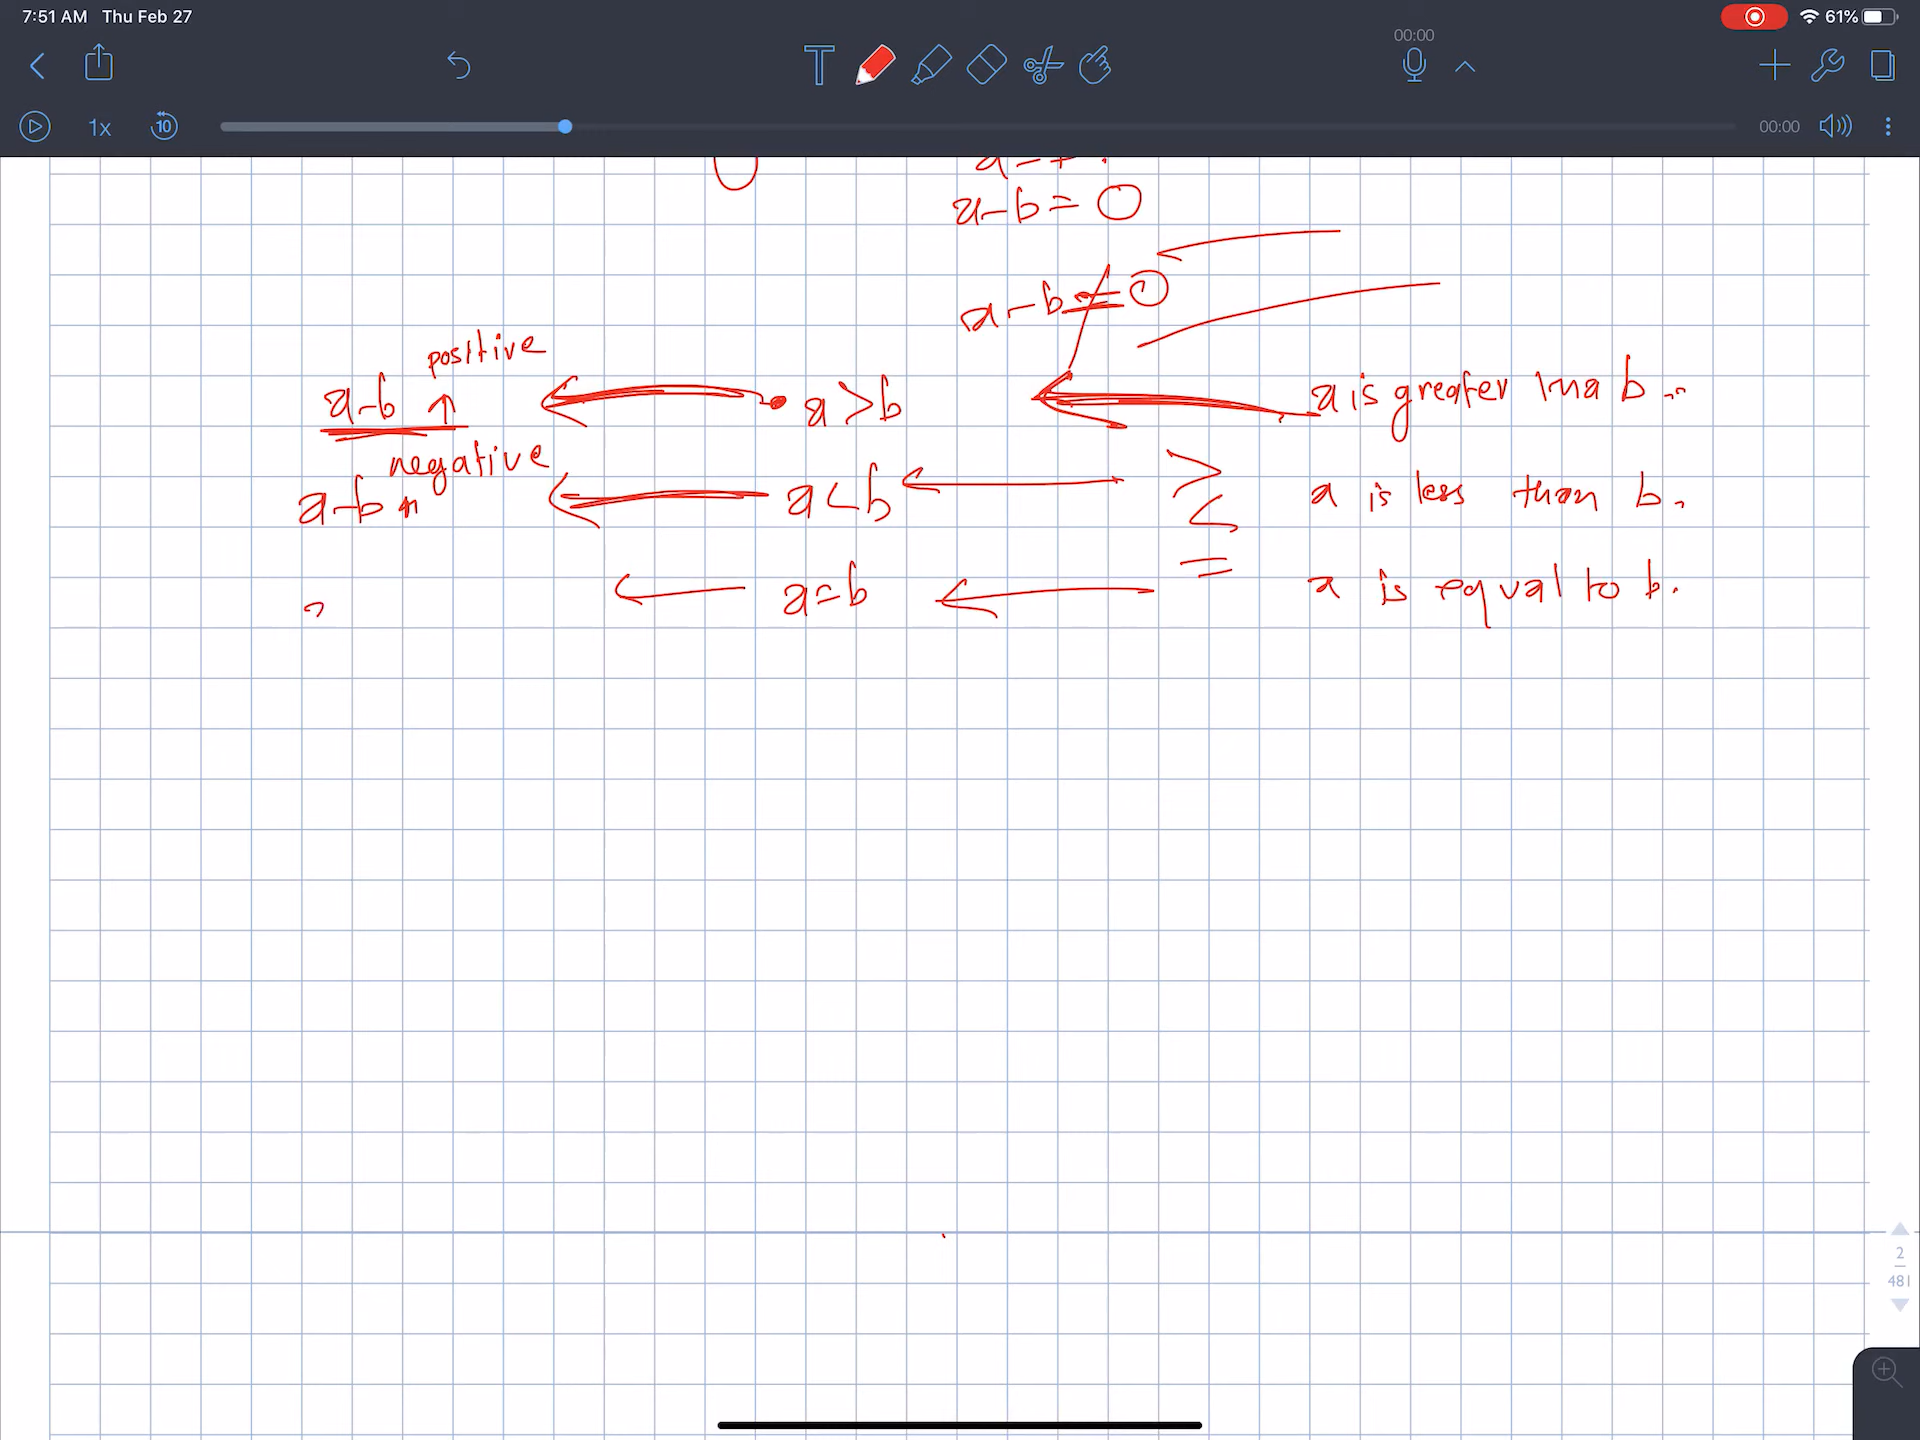 7:51 AM Thu Feb 27
61%
00:00
T
1x 10 00:00
a-b = 0
a-b ≠ 0
positive
a-b ↑ a > b a is greater tha b.
negative
a-b a < b > a is less than b.
<
=
a = b a is equal to b.
2
481